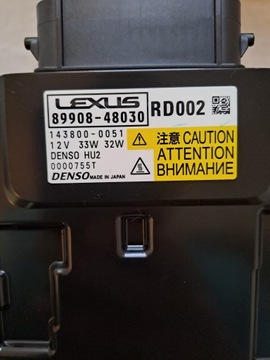 LEXUS
89908-48030 RD002
143800-0051
12V 33W 32W
DENSO HU2
0000755T
DENSO MADE IN JAPAN
注意 CAUTION
ATTENTION
ВНИМАНИЕ